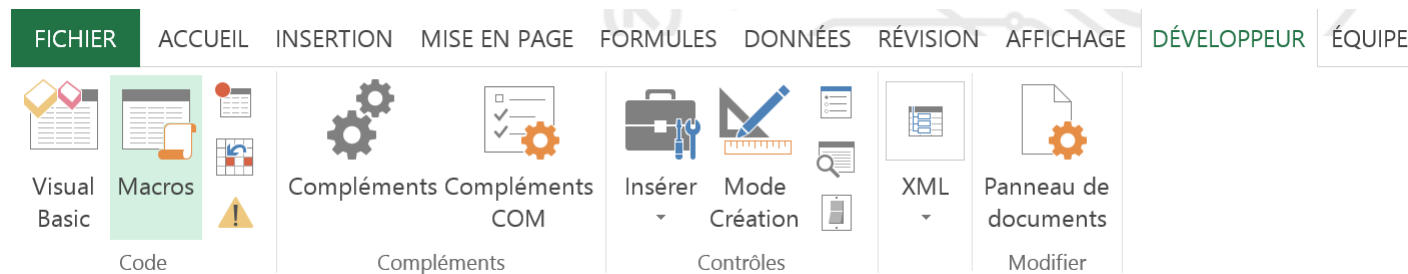 FICHIER ACCUEIL INSERTION MISE EN PAGE FORMULES DONNÉES RÉVISION AFFICHAGE DÉVELOPPEUR ÉQUIPE
Visual Macros Compléments Compléments Insérer Mode XML Panneau de
Basic COM Création documents
Code Compléments Contrôles Modifier